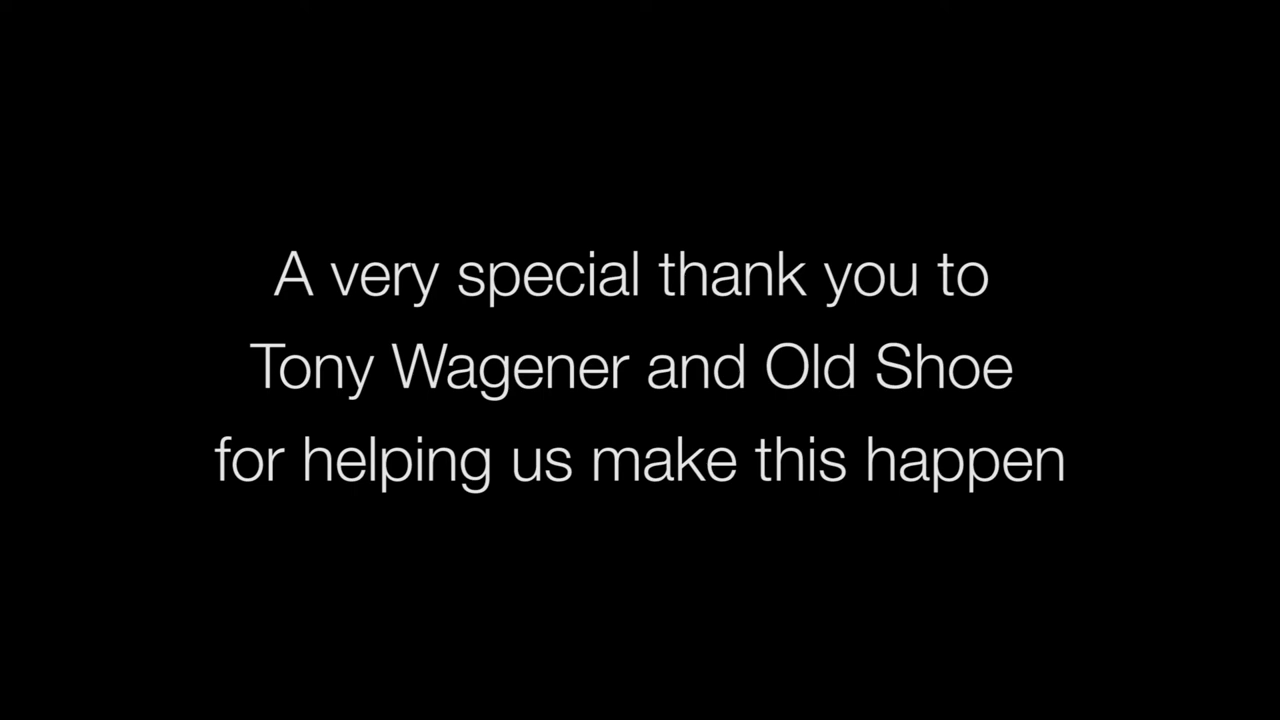 A very special thank you to
Tony Wagener and Old Shoe
for helping us make this happen